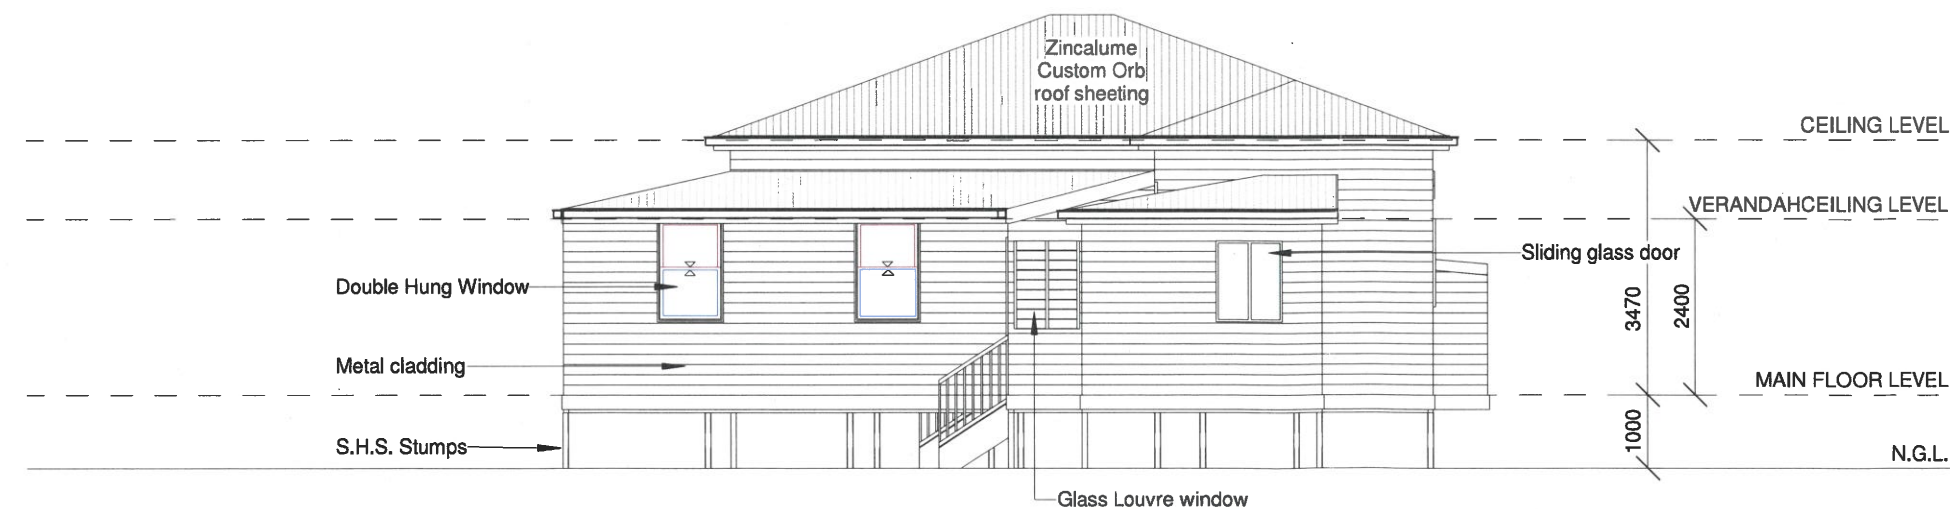 Zincalume
Custom Orb
roof sheeting
CEILING LEVEL
VERANDAHCEILING LEVEL
Sliding glass door
Double Hung Window
3470
2400
Metal cladding
MAIN FLOOR LEVEL
1000
S.H.S. Stumps
N.G.L.
Glass Louvre window